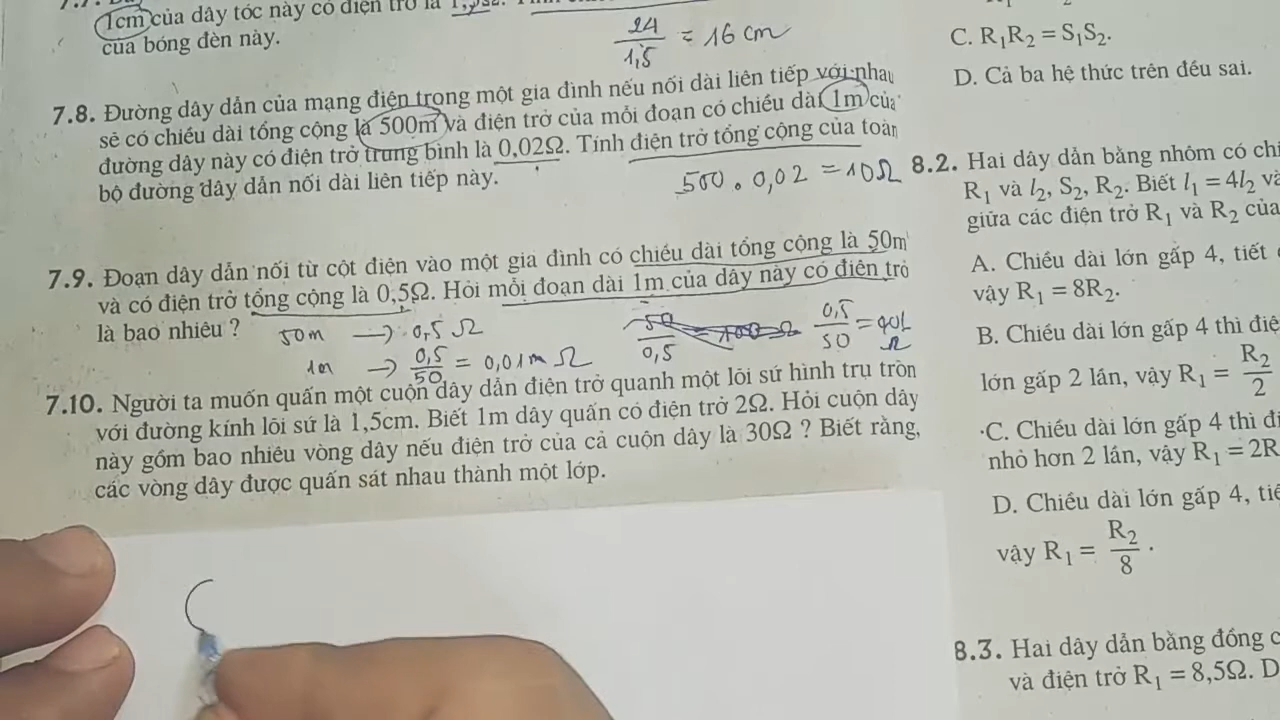 1cm của dây tóc này có điện trở là
của bóng đèn này.
24/1,5 = 16 cm
7.8. Đường dây dẫn của mạng điện trong một gia đình nếu nối dài liên tiếp với nhau
sẽ có chiều dài tổng cộng là 500m và điện trở của mỗi đoạn có chiều dài 1m của
đường dây này có điện trở trung bình là 0,02Ω. Tính điện trở tổng cộng của toàn
bộ đường dây dẫn nối dài liên tiếp này.
500 . 0,02 = 10Ω
7.9. Đoạn dây dẫn nối từ cột điện vào một gia đình có chiều dài tổng cộng là 50m
và có điện trở tổng cộng là 0,5Ω. Hỏi mỗi đoạn dài 1m của dây này có điện trở
là bao nhiêu ?
50m → 0,5 Ω
1m → 0,5/50 = 0,01m Ω
50/0,5 = 100 Ω
0,5/50 =
Ω
7.10. Người ta muốn quấn một cuộn dây dẫn điện trở quanh một lõi sứ hình trụ tròn
với đường kính lõi sứ là 1,5cm. Biết 1m dây quấn có điện trở 2Ω. Hỏi cuộn dây
này gồm bao nhiêu vòng dây nếu điện trở của cả cuộn dây là 30Ω ? Biết rằng,
các vòng dây được quấn sát nhau thành một lớp.
C. R₁R₂ = S₁S₂.
D. Cả ba hệ thức trên đều sai.
8.2. Hai dây dẫn bằng nhôm có
R₁ và l₂, S₂, R₂. Biết l₁ = 4l₂
giữa các điện trở R₁ và R₂ của
A. Chiều dài lớn gấp 4, tiết
vậy R₁ = 8R₂.
B. Chiều dài lớn gấp 4 thì
lớn gấp 2 lần, vậy R₁ = R₂/2
C. Chiều dài lớn gấp 4 thì
nhỏ hơn 2 lần, vậy R₁ = 2R
D. Chiều dài lớn gấp 4,
vậy R₁ = R₂/8 .
8.3. Hai dây dẫn bằng đồng
và điện trở R₁ = 8,5Ω.